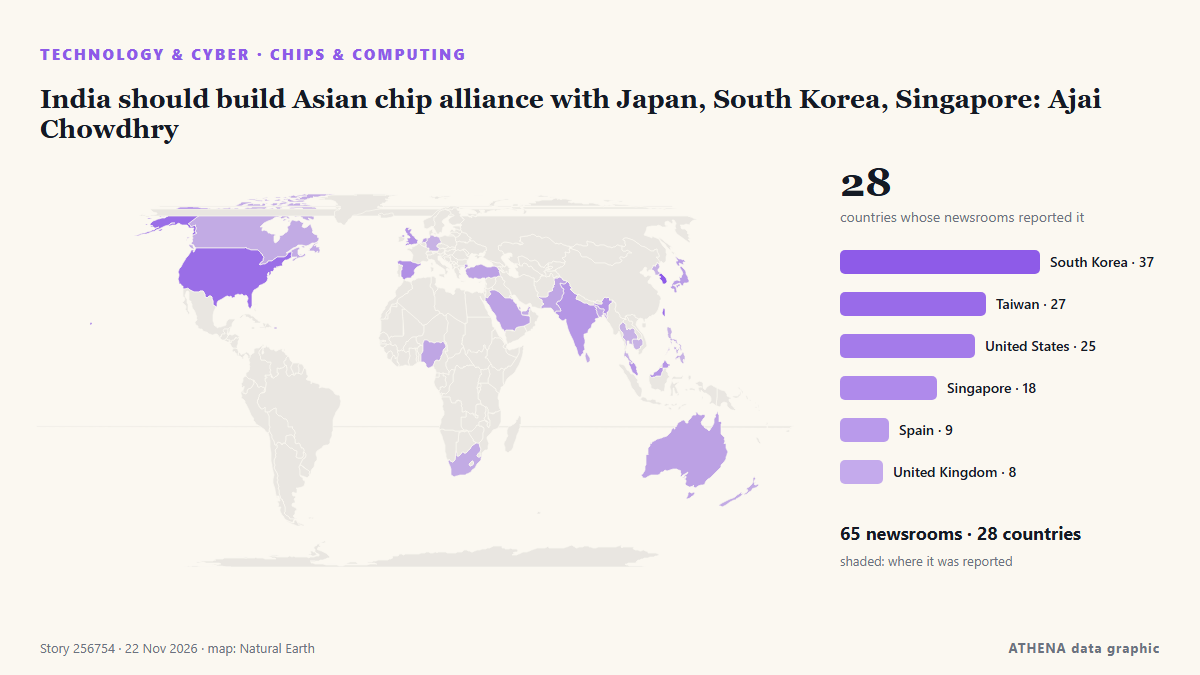 TECHNOLOGY & CYBER · CHIPS & COMPUTING
India should build Asian chip alliance with Japan, South Korea, Singapore: Ajai
Chowdhry
28
countries whose newsrooms reported it
South Korea · 37
Taiwan · 27
United States · 25
Singapore · 18
Spain · 9
United Kingdom · 8
65 newsrooms · 28 countries
shaded: where it was reported
Story 256754 · 22 Nov 2026 · map: Natural Earth
ATHENA data graphic